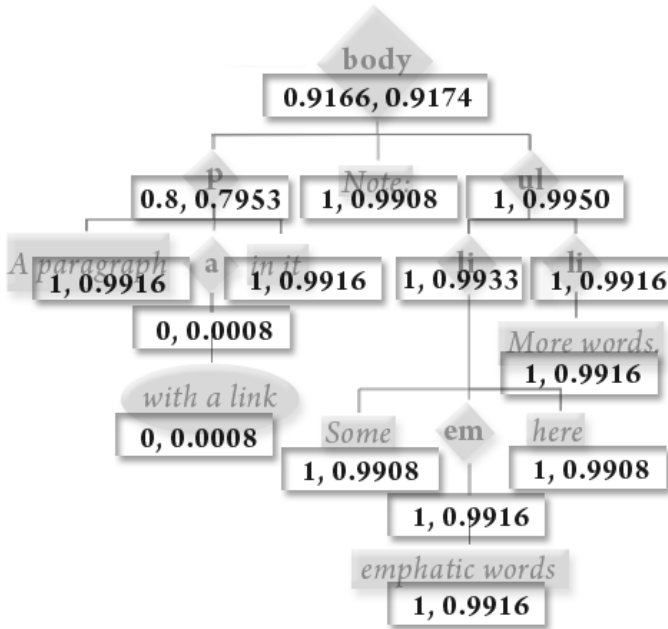 body
0.9166, 0.9174
p
Note:
ul
0.8, 0.7953
1, 0.9908
1, 0.9950
A paragraph
a
in it
li
li
1, 0.9916
1, 0.9916
1, 0.9933
1, 0.9916
0, 0.0008
More words.
1, 0.9916
with a link
0, 0.0008
Some
em
here
1, 0.9908
1, 0.9908
1, 0.9916
emphatic words
1, 0.9916